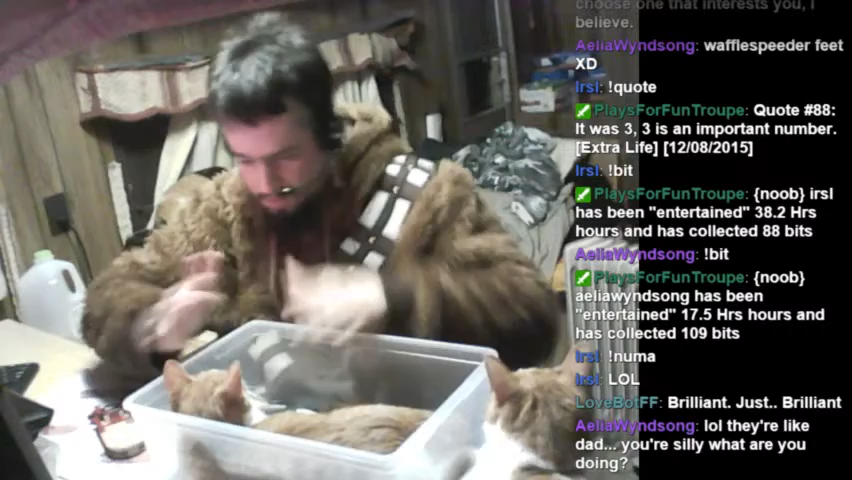 choose one that interests you, I
believe.
AeliaWyndsong: wafflespeeder feet
XD
Irsl: !quote
PlaysForFunTroupe: Quote #88:
It was 3, 3 is an important number.
[Extra Life] [12/08/2015]
Irsl: !bit
PlaysForFunTroupe: {noob} irsl
has been "entertained" 38.2 Hrs
hours and has collected 88 bits
AeliaWyndsong: !bit
PlaysForFunTroupe: {noob}
aeliawyndsong has been
"entertained" 17.5 Hrs hours and
has collected 109 bits
Irsl: !numa
Irsl: LOL
LoveBotFF: Brilliant. Just.. Brilliant
AeliaWyndsong: lol they're like
dad... you're silly what are you
doing?